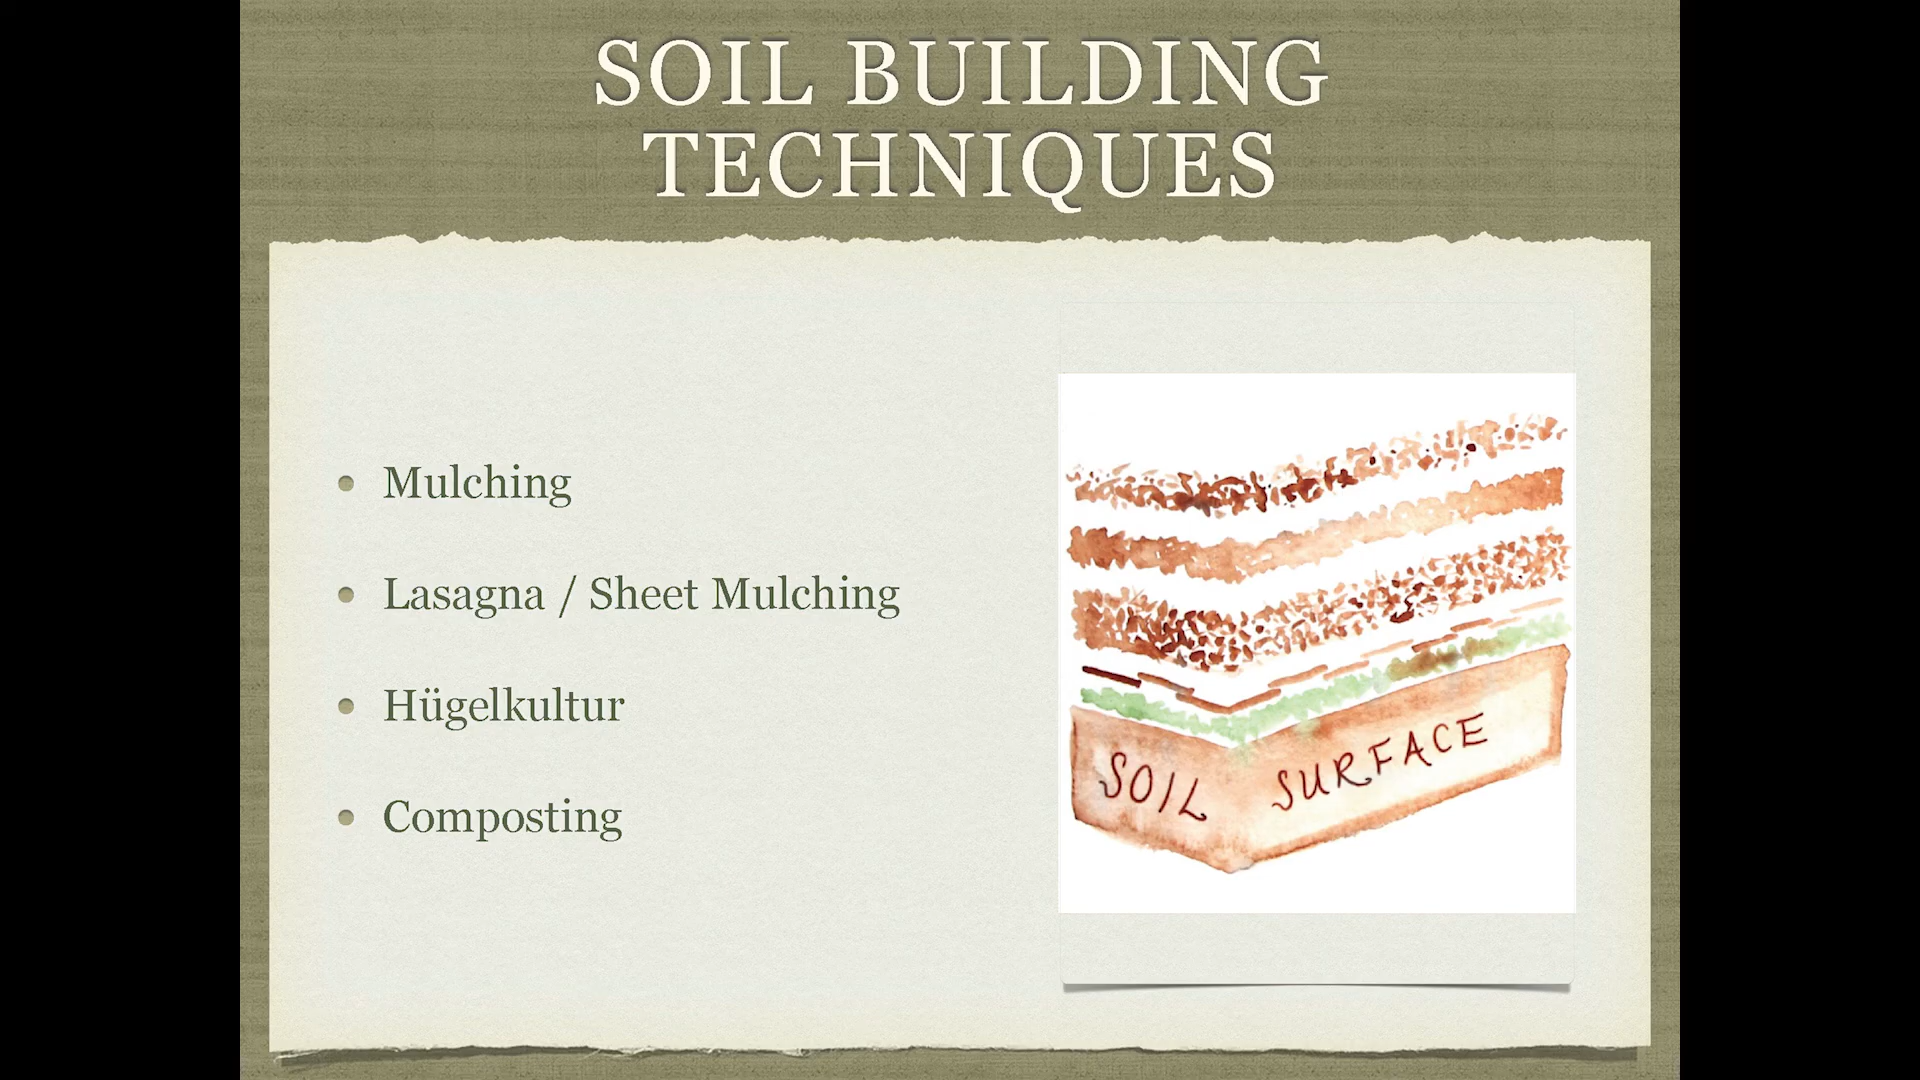 SOIL BUILDING
TECHNIQUES
Mulching
Lasagna / Sheet Mulching
Hügelkultur
Composting
SOIL SURFACE